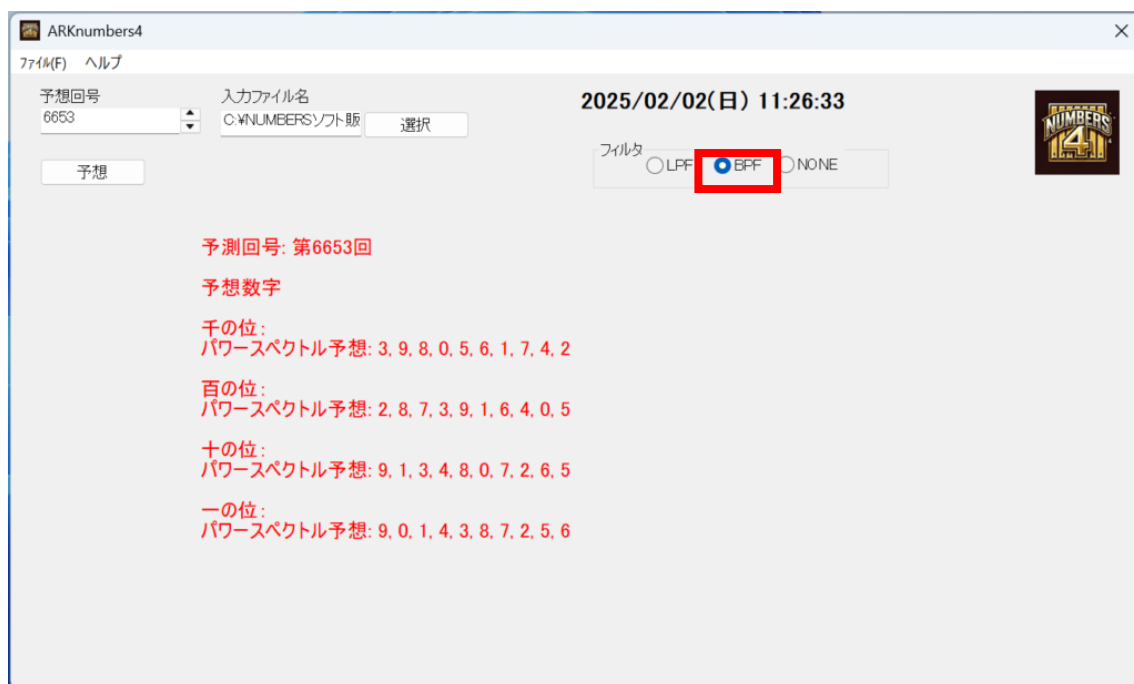 ARKnumbers4
ﾌｧｲﾙ(F) ヘルプ
予想回号
6653
入力ファイル名
C:¥NUMBERSソフト販
選択
2025/02/02(日) 11:26:33
フィルタ
LPF BPF NONE
NUMBERS
4
予想
予測回号: 第6653回
予想数字
千の位:
パワースペクトル予想: 3, 9, 8, 0, 5, 6, 1, 7, 4, 2
百の位:
パワースペクトル予想: 2, 8, 7, 3, 9, 1, 6, 4, 0, 5
十の位:
パワースペクトル予想: 9, 1, 3, 4, 8, 0, 7, 2, 6, 5
一の位:
パワースペクトル予想: 9, 0, 1, 4, 3, 8, 7, 2, 5, 6